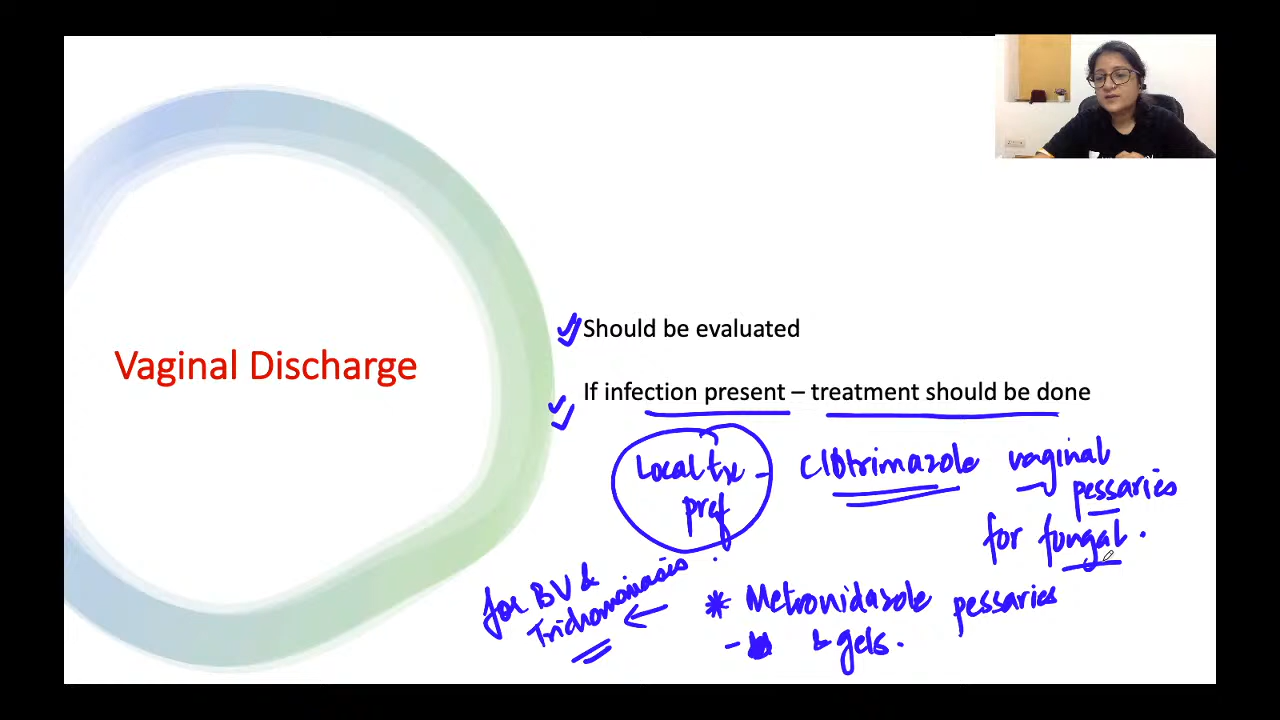 Vaginal Discharge
Should be evaluated
If infection present – treatment should be done
Local txe –
pref
Clotrimazole vaginal
pessaries
for fungal.
* Metronidazole pessaries
& gels.
for BV &
Trichomoniasis